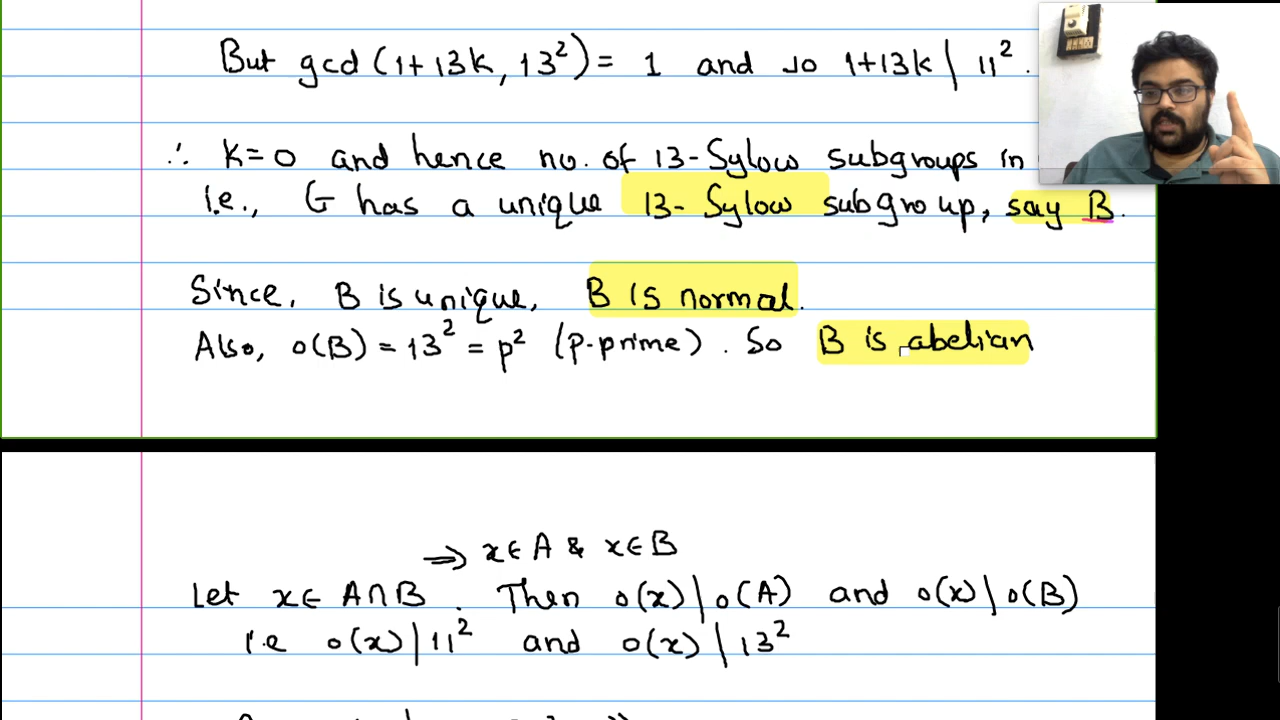 But gcd (1+13k, 13²) = 1 and so 1+13k | 11².
∴ K=0 and hence no. of 13-Sylow subgroups in
i.e., G has a unique 13-Sylow subgroup, say B.
Since, B is unique, B is normal.
Also, o(B) = 13² = p² (p-prime). So B is abelian
⇒ x∈A & x∈B
Let x∈ A∩B. Then o(x)|o(A) and o(x)|o(B)
i.e o(x)|11² and o(x)|13²